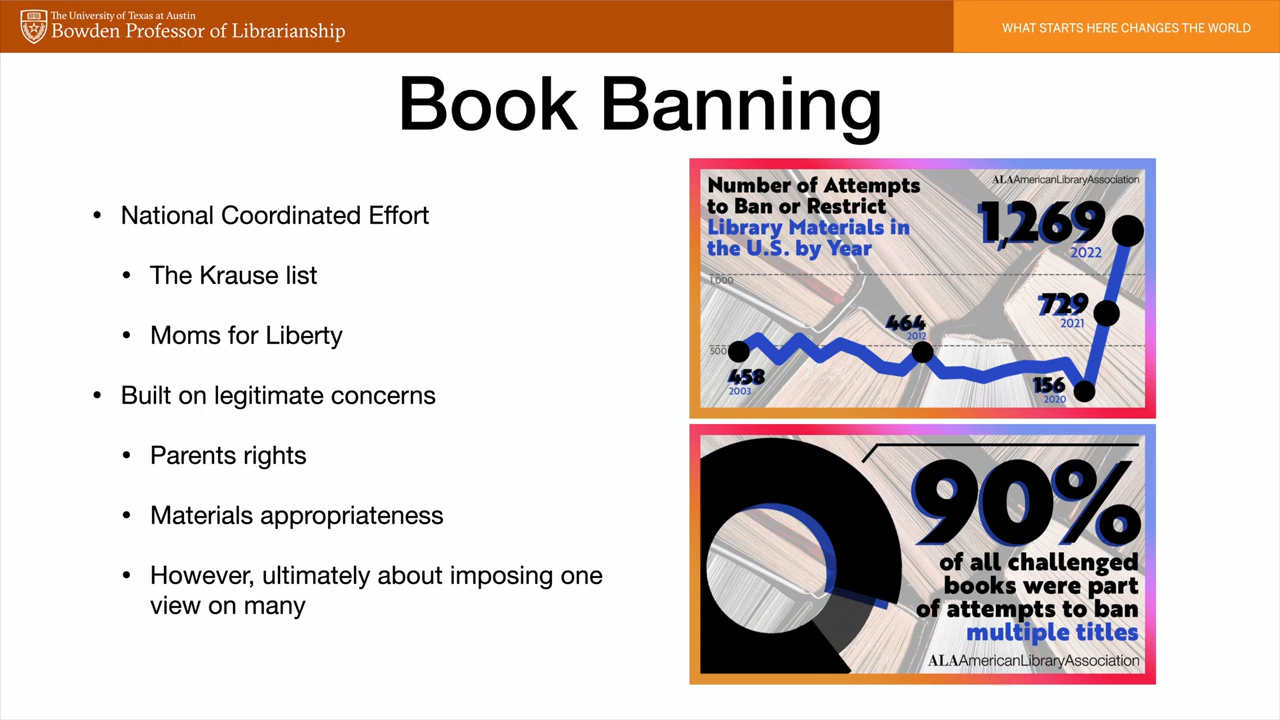 The University of Texas at Austin
Bowden Professor of Librarianship
WHAT STARTS HERE CHANGES THE WORLD
Book Banning
• National Coordinated Effort
• The Krause list
• Moms for Liberty
• Built on legitimate concerns
• Parents rights
• Materials appropriateness
• However, ultimately about imposing one
view on many
Number of Attempts
to Ban or Restrict
Library Materials in
the U.S. by Year
ALAAmericanLibraryAssociation
1,269
2022
1,000
729
2021
464
2012
500
458
2003
156
2020
90%
of all challenged
books were part
of attempts to ban
multiple titles
ALAAmericanLibraryAssociation